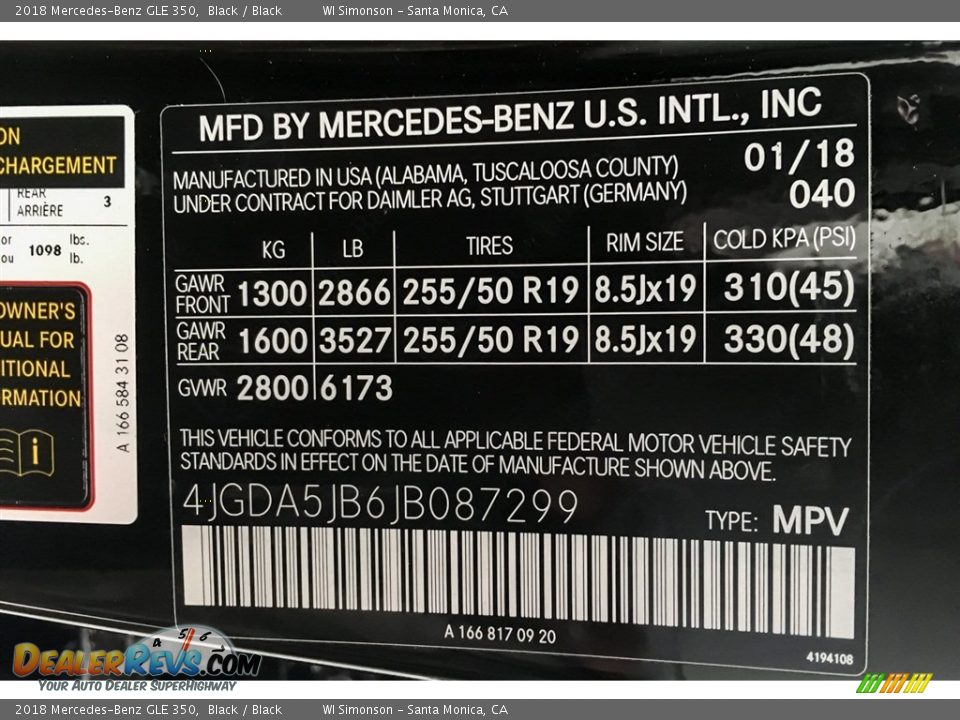 2018 Mercedes-Benz GLE 350, Black / Black WI Simonson - Santa Monica, CA
ON
CHARGEMENT
REAR
ARRIÈRE 3
or
ou 1098 lbs.
lb.
OWNER'S
UAL FOR
ITIONAL
ORMATION
A 166 584 31 08
MFD BY MERCEDES-BENZ U.S. INTL., INC
MANUFACTURED IN USA (ALABAMA, TUSCALOOSA COUNTY) 01/18
UNDER CONTRACT FOR DAIMLER AG, STUTTGART (GERMANY) 040
KG LB TIRES RIM SIZE COLD KPA (PSI)
GAWR
FRONT 1300 2866 255/50 R19 8.5Jx19 310(45)
GAWR
REAR 1600 3527 255/50 R19 8.5Jx19 330(48)
GVWR 2800 6173
THIS VEHICLE CONFORMS TO ALL APPLICABLE FEDERAL MOTOR VEHICLE SAFETY
STANDARDS IN EFFECT ON THE DATE OF MANUFACTURE SHOWN ABOVE.
4JGDA5JB6JB087299
TYPE: MPV
A 166 817 09 20
4194108
4 5 6
DEALERREVS.COM
YOUR AUTO DEALER SUPERHIGHWAY
2018 Mercedes-Benz GLE 350, Black / Black WI Simonson - Santa Monica, CA